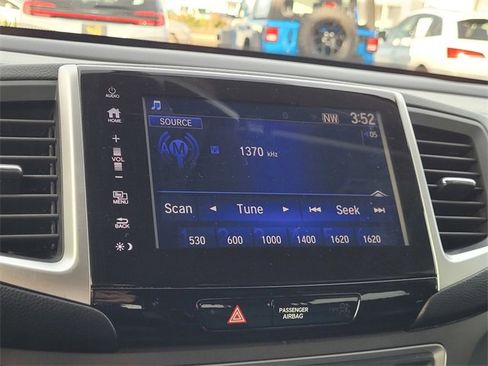 AUDIO
HOME
+
VOL
−
MENU
BACK
SOURCE
NW 3:52
05
AM
1370 kHz
Scan ◄ Tune ► Seek
530 600 1000 1400 1620 1620
PASSENGER
AIRBAG